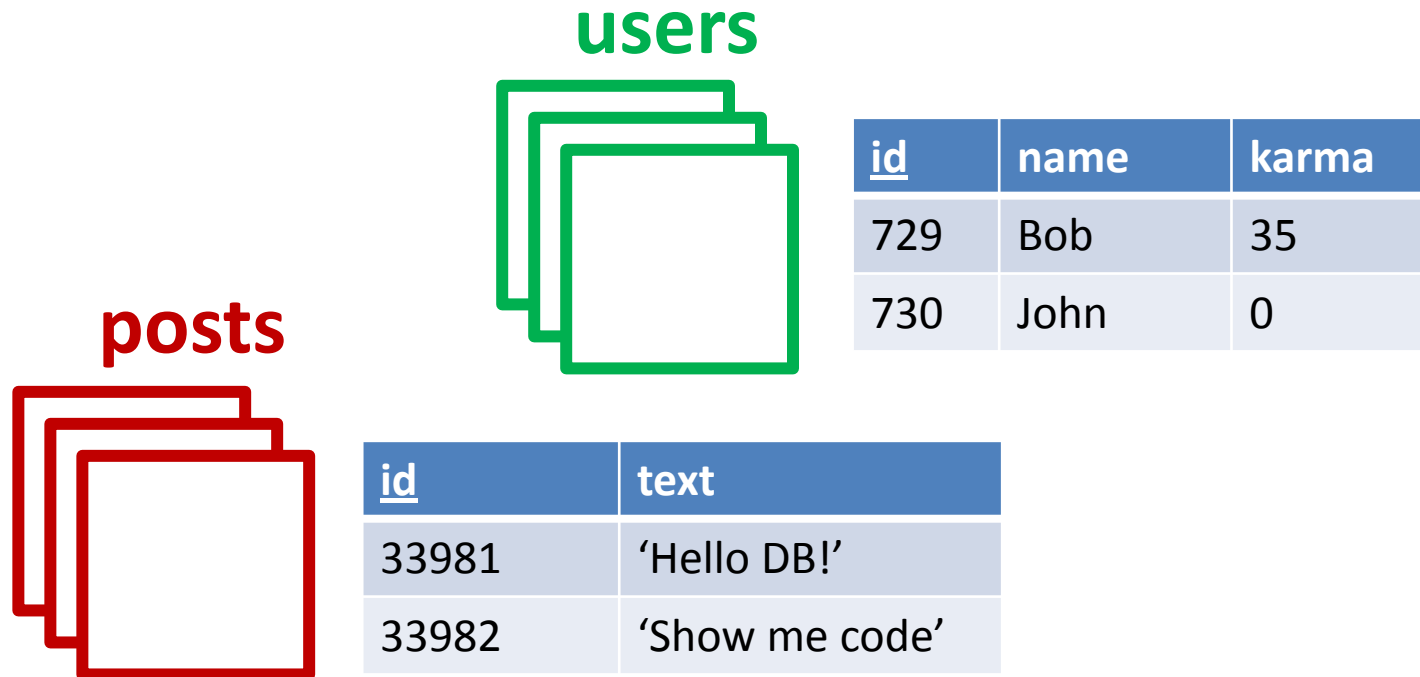 users
id name karma
729 Bob 35
730 John 0
posts
id text
33981 ‘Hello DB!’
33982 ‘Show me code’